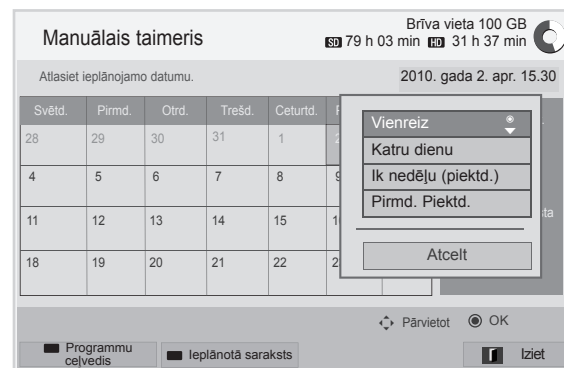 Manuālais taimeris
Brīva vieta 100 GB
SD 79 h 03 min HD 31 h 37 min
Atlasiet ieplānojamo datumu.
2010. gada 2. apr. 15.30
Svētd. Pirmd. Otrd. Trešd. Ceturtd.
28 29 30 31 1
4 5 6 7 8
11 12 13 14 15
18 19 20 21 22
Vienreiz
Katru dienu
Ik nedēļu (piektd.)
Pirmd. Piektd.
Atcelt
Pārvietot OK
Programmu
ceļvedis
Ieplānotā saraksts
Iziet